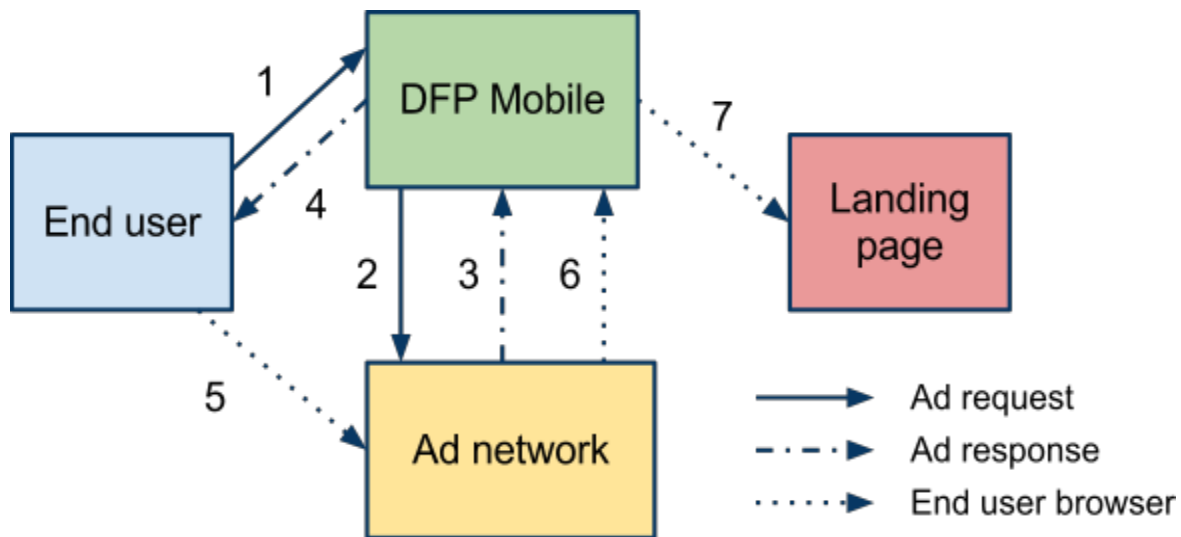 1
DFP Mobile
7
End user
4
Landing
page
2
3
6
5
Ad network
Ad request
Ad response
End user browser